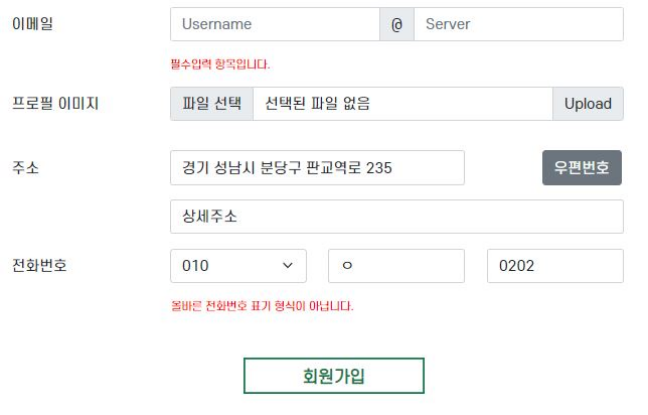 이메일 Username @ Server
필수입력 항목입니다.
프로필 이미지 파일 선택 선택된 파일 없음 Upload
주소 경기 성남시 분당구 판교역로 235 우편번호
상세주소
전화번호 010 ㅇ 0202
올바른 전화번호 표기 형식이 아닙니다.
회원가입